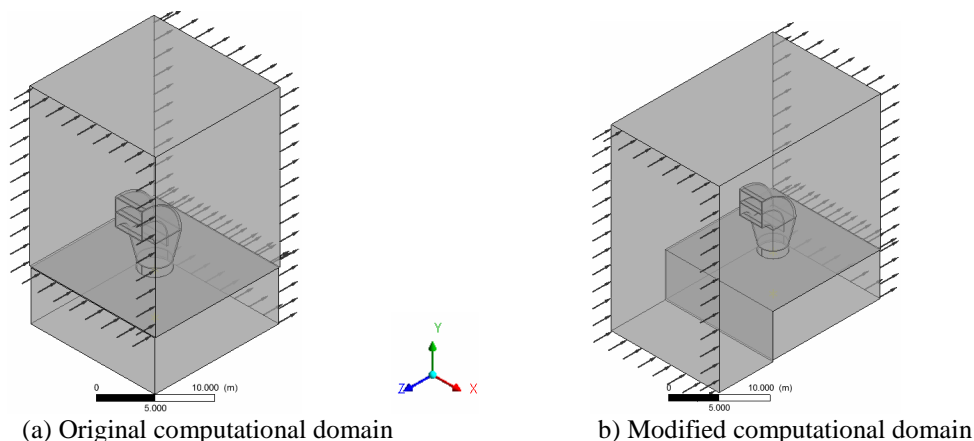 Y
Z
X
0
10.000 (m)
5.000
0
10.000 (m)
5.000
(a) Original computational domain
b) Modified computational domain